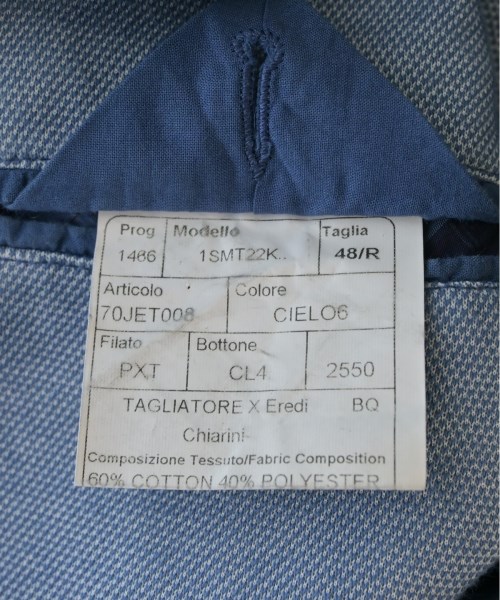 Prog Modello Taglia
1466 1SMT22K.. 48/R
Articolo Colore
70JET008 CIELO6
Filato Bottone
PXT CL4 2550
TAGLIATORE X Eredi BQ
Chiarini-
Composizione Tessuto/Fabric Composition
60% COTTON 40% POLYESTER